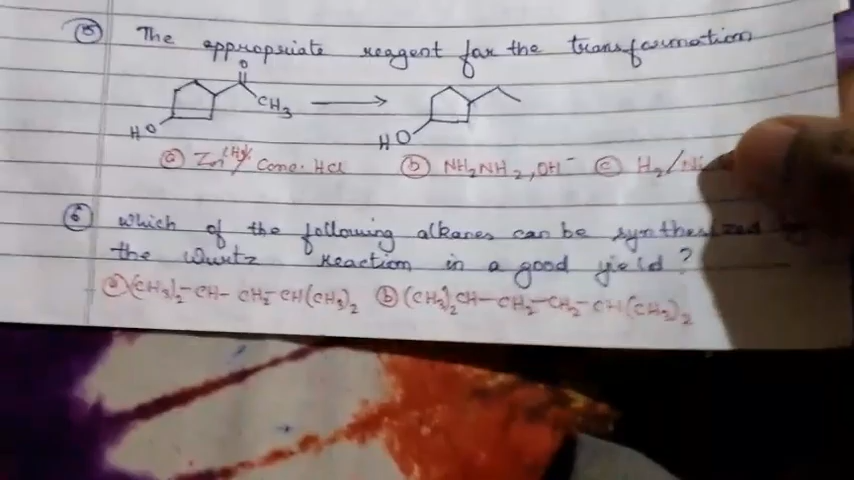 15 The appropriate reagent for the transformation
O
CH3
HO HO
a Zn(Hg)/ Conc. HCl b NH2NH2, OH⁻ c H2/Ni
6 which of the following alkanes can be synthesized by
the Wurtz Reaction in a good yield?
a (CH3)2-CH- CH2-CH(CH3)2 b (CH3)2CH-CH2-CH2-CH(CH3)2